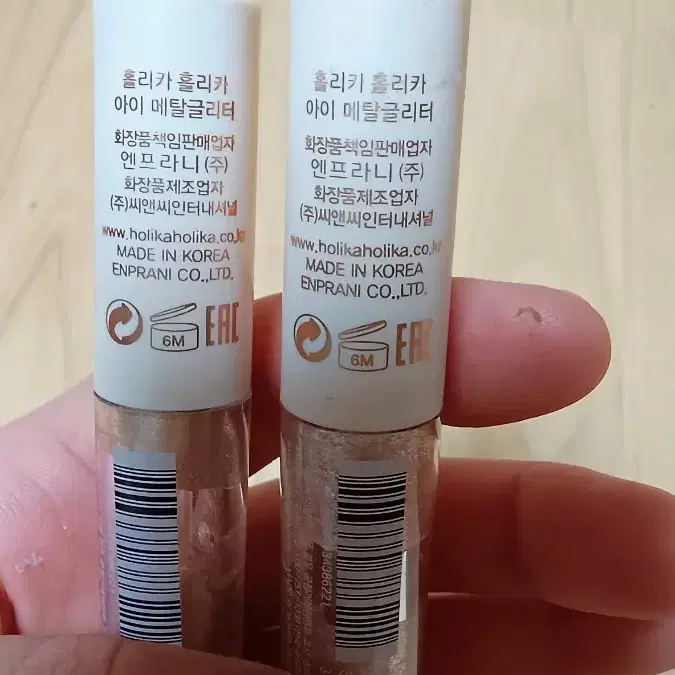 홀리카 홀리카
아이 메탈글리터
화장품책임판매업자
엔프라니 (주)
화장품제조업자
(주)씨앤씨인터내셔널
www.holikaholika.co.kr
MADE IN KOREA
ENPRANI CO.,LTD.
6M
EAC
홀리카 홀리카
아이 메탈글리터
화장품책임판매업자
엔프라니 (주)
화장품제조업자
(주)씨앤씨인터내셔널
www.holikaholika.co.kr
MADE IN KOREA
ENPRANI CO.,LTD.
6M
EAC